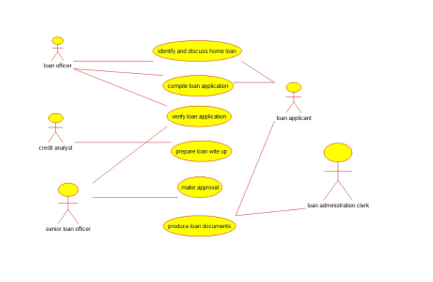 identify and discuss home loan
loan officer
compile loan application
verify loan application
loan applicant
credit analyst
prepare loan wite up
make approval
loan administration clerk
produce loan documents
senior loan officer